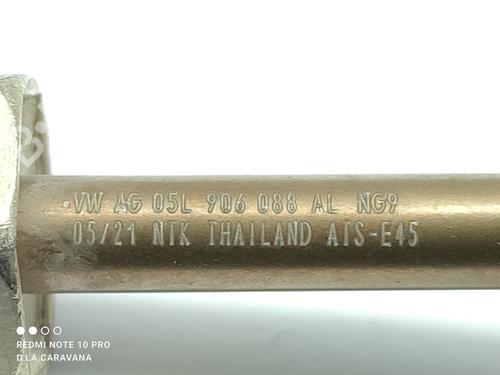 VW AG 05L 906 088 AL NG9
05/21 NTK THAILAND ATS-E45
REDMI NOTE 10 PRO
D.LA.CARAVANA